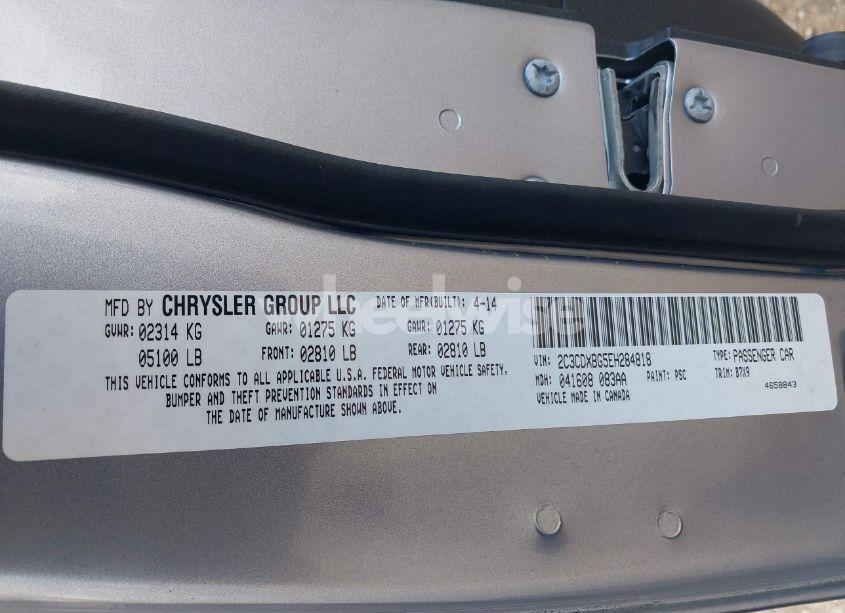 MFD BY CHRYSLER GROUP LLC DATE OF MFR(BUILT): 4-14
GVWR: 02314 KG GAWR: 01275 KG GAWR: 01275 KG
05100 LB FRONT: 02810 LB REAR: 02810 LB
THIS VEHICLE CONFORMS TO ALL APPLICABLE U.S.A. FEDERAL MOTOR VEHICLE SAFETY,
BUMPER AND THEFT PREVENTION STANDARDS IN EFFECT ON
THE DATE OF MANUFACTURE SHOWN ABOVE.
VIN: 2C3CDXBG5EH284818 TYPE: PASSENGER CAR
MDH: 041608 083AA PAINT: PSC TRIM: B7X9
VEHICLE MADE IN CANADA 4658843
wheelwise